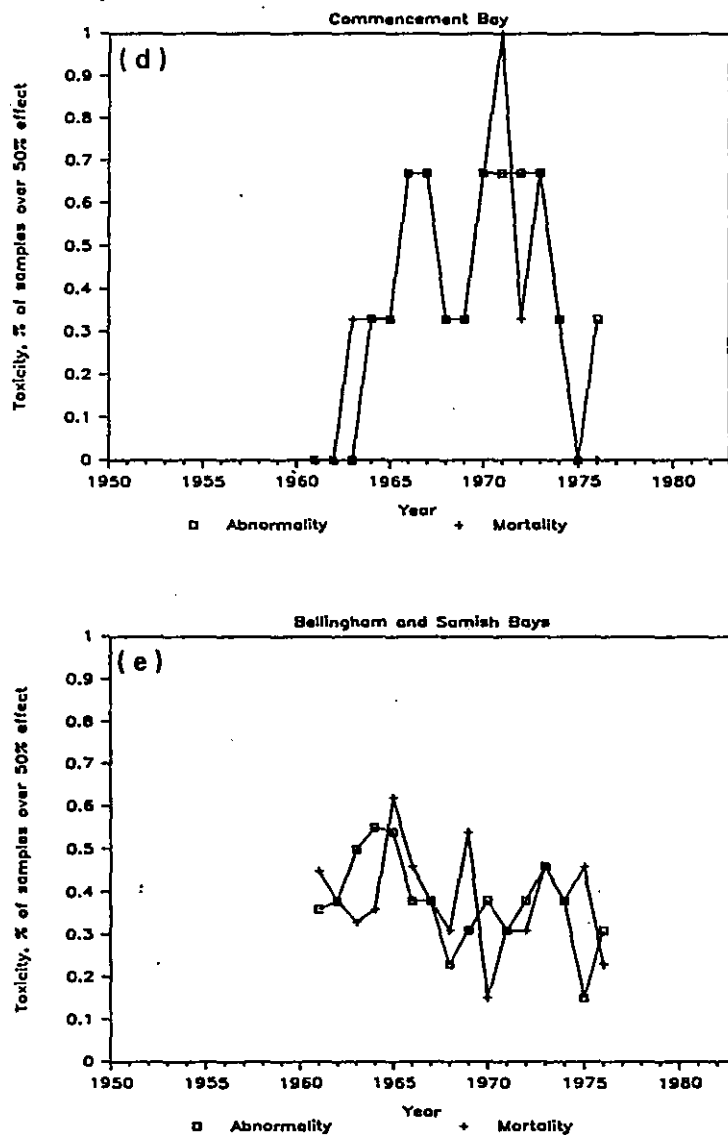 Commencement Bay
(d)
Toxicity, % of samples over 50% effect
1
0.9
0.8
0.7
0.6
0.5
0.4
0.3
0.2
0.1
0
1950 1955 1960 1965 1970 1975 1980
Year
Abnormality + Mortality
Bellingham and Samish Bays
(e)
Toxicity, % of samples over 50% effect
1
0.9
0.8
0.7
0.6
0.5
0.4
0.3
0.2
0.1
0
1950 1955 1960 1965 1970 1975 1980
Year
Abnormality + Mortality